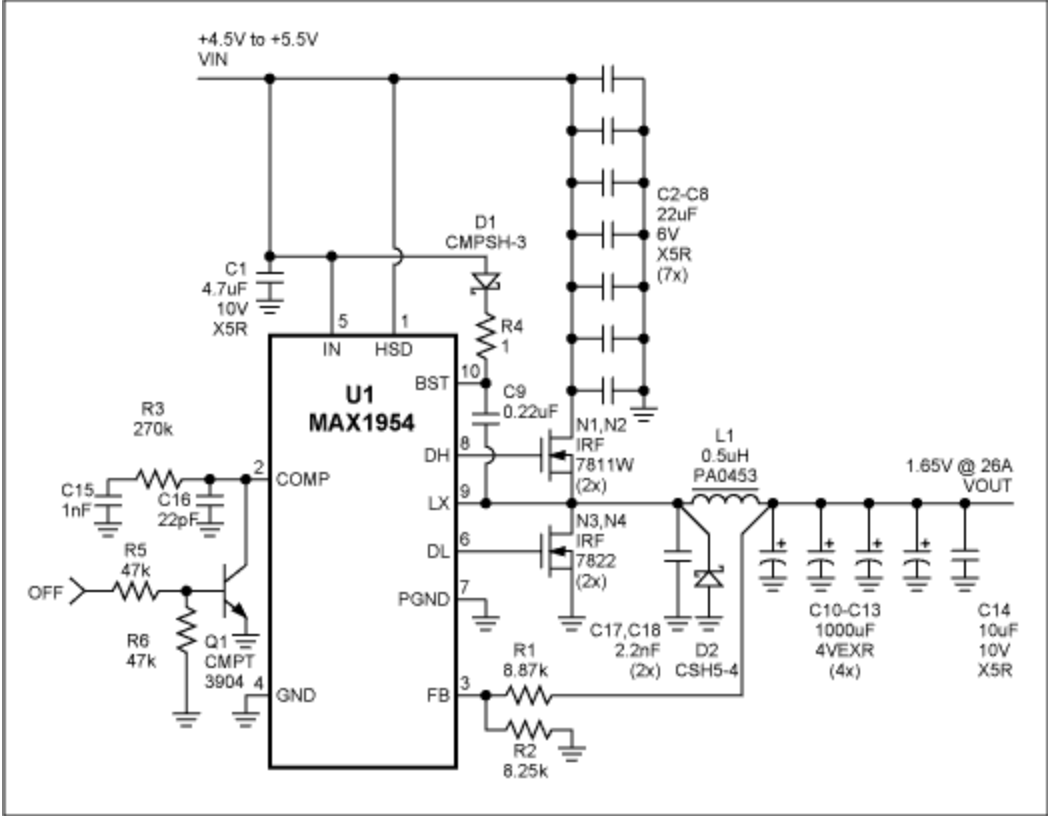 +4.5V to +5.5V
VIN
C2-C8
22uF
6V
X5R
(7x)
D1
CMPSH-3
C1
4.7uF
10V
X5R
5
1
R4
1
IN
HSD
U1
MAX1954
BST
10
C9
0.22uF
R3
270k
N1,N2
IRF
7811W
(2x)
DH
8
L1
0.5uH
PA0453
1.65V @ 26A
VOUT
2
COMP
C15
1nF
C16
22pF
LX
9
N3,N4
IRF
7822
(2x)
DL
6
R5
47k
OFF
PGND
7
R6
47k
Q1
CMPT
3904
C17,C18
2.2nF
(2x)
D2
CSH5-4
+
+
+
+
C10-C13
1000uF
4VEXR
(4x)
C14
10uF
10V
X5R
R1
8.87k
4
GND
FB
3
R2
8.25k